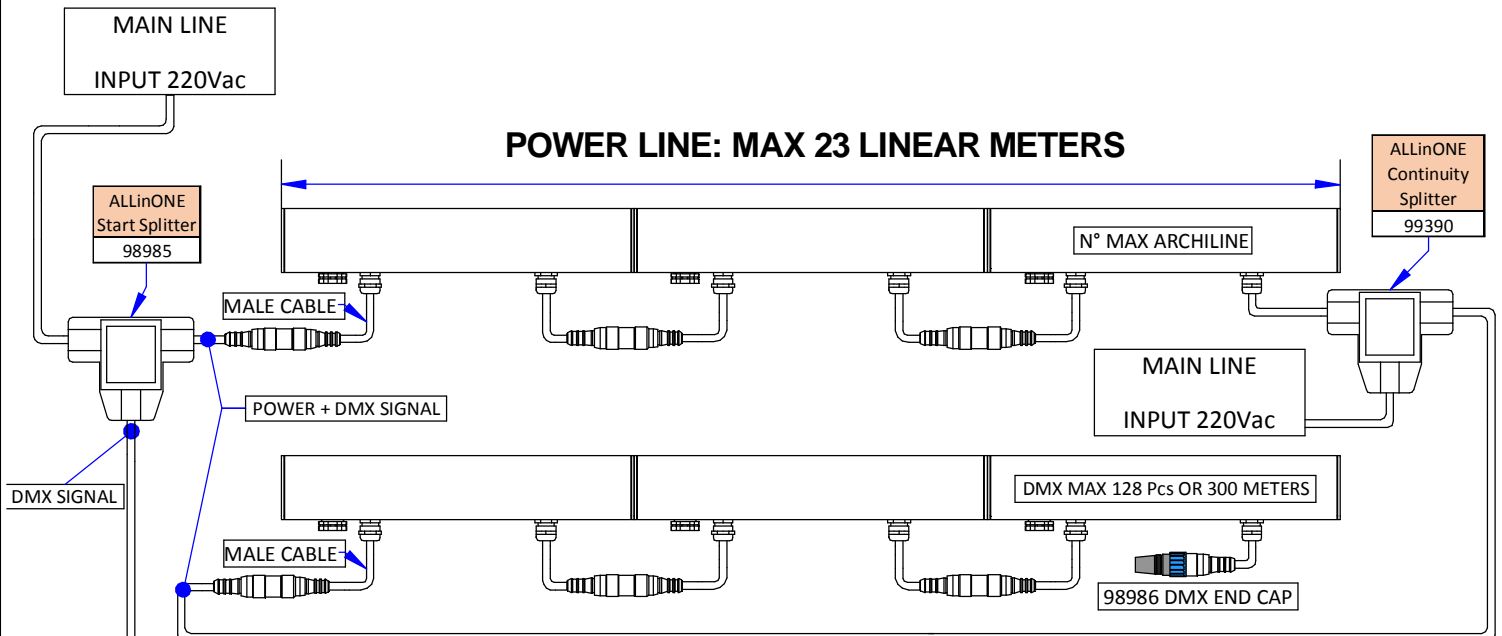 MAIN LINE
INPUT 220Vac
POWER LINE: MAX 23 LINEAR METERS
ALLinONE
Continuity
Splitter
99390
ALLinONE
Start Splitter
98985
N° MAX ARCHILINE
MALE CABLE
MAIN LINE
INPUT 220Vac
POWER + DMX SIGNAL
DMX SIGNAL
DMX MAX 128 Pcs OR 300 METERS
MALE CABLE
98986 DMX END CAP